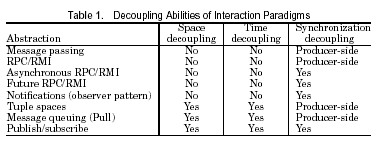 Table 1. Decoupling Abilities of Interaction Paradigms
Space Time Synchronization
Abstraction decoupling decoupling decoupling
Message passing No No Producer-side
RPC/RMI No No Producer-side
Asynchronous RPC/RMI No No Yes
Future RPC/RMI No No Yes
Notifications (observer pattern) No No Yes
Tuple spaces Yes Yes Producer-side
Message queuing (Pull) Yes Yes Producer-side
Publish/subscribe Yes Yes Yes